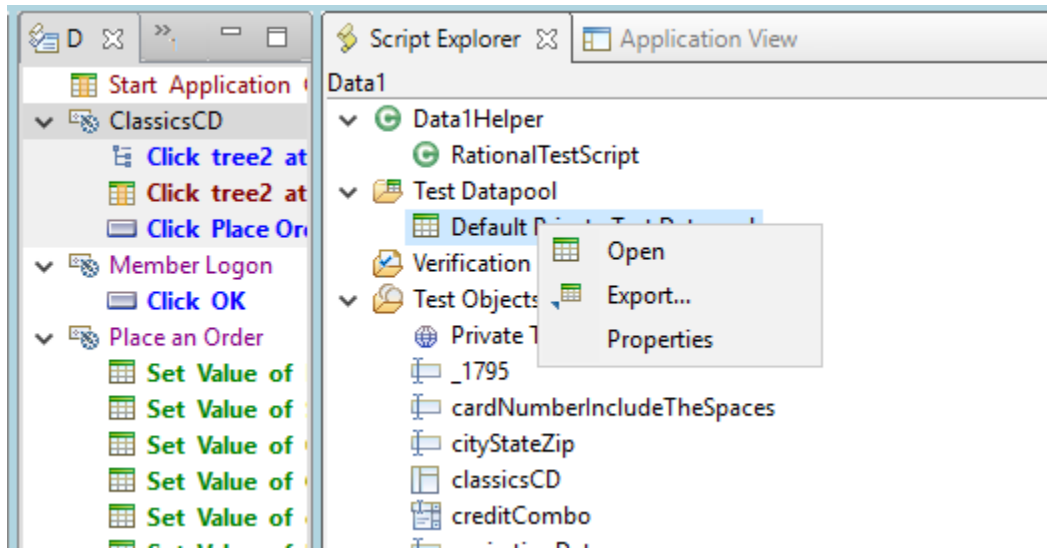 D
Start Application
ClassicsCD
Click tree2 at
Click tree2 at
Click Place Ord
Member Logon
Click OK
Place an Order
Set Value of
Set Value of
Set Value of
Set Value of
Set Value of
Script Explorer
Application View
Data1
Data1Helper
RationalTestScript
Test Datapool
Default
Verification
Test Objects
Private T
_1795
cardNumberIncludeTheSpaces
cityStateZip
classicsCD
creditCombo
Open
Export...
Properties